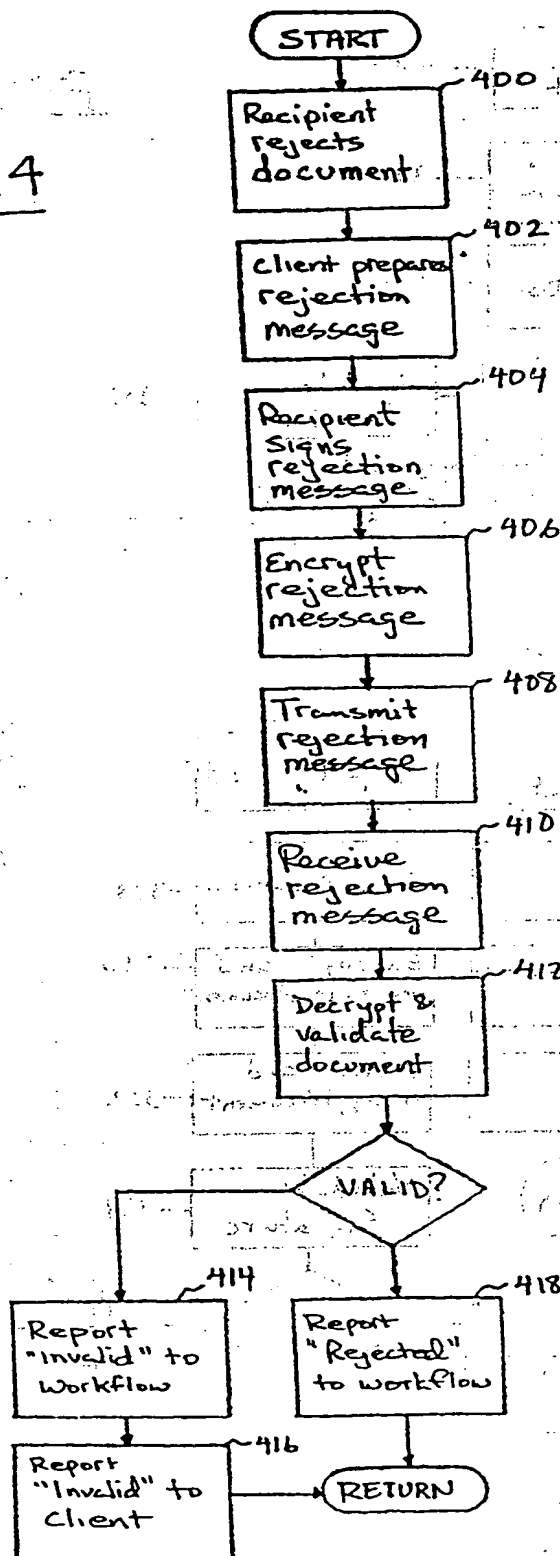 START
400
Recipient
rejects
document
4
402
Client prepares
rejection
message
404
Recipient
Signs
rejection
message
406
Encrypt
rejection
message
408
Transmit
rejection
message
410
Receive
rejection
message
412
Decrypt &
validate
document
VALID?
414
Report
"Invalid" to
workflow
418
Report
"Rejected"
to workflow
416
Report
"Invalid" to
Client
RETURN